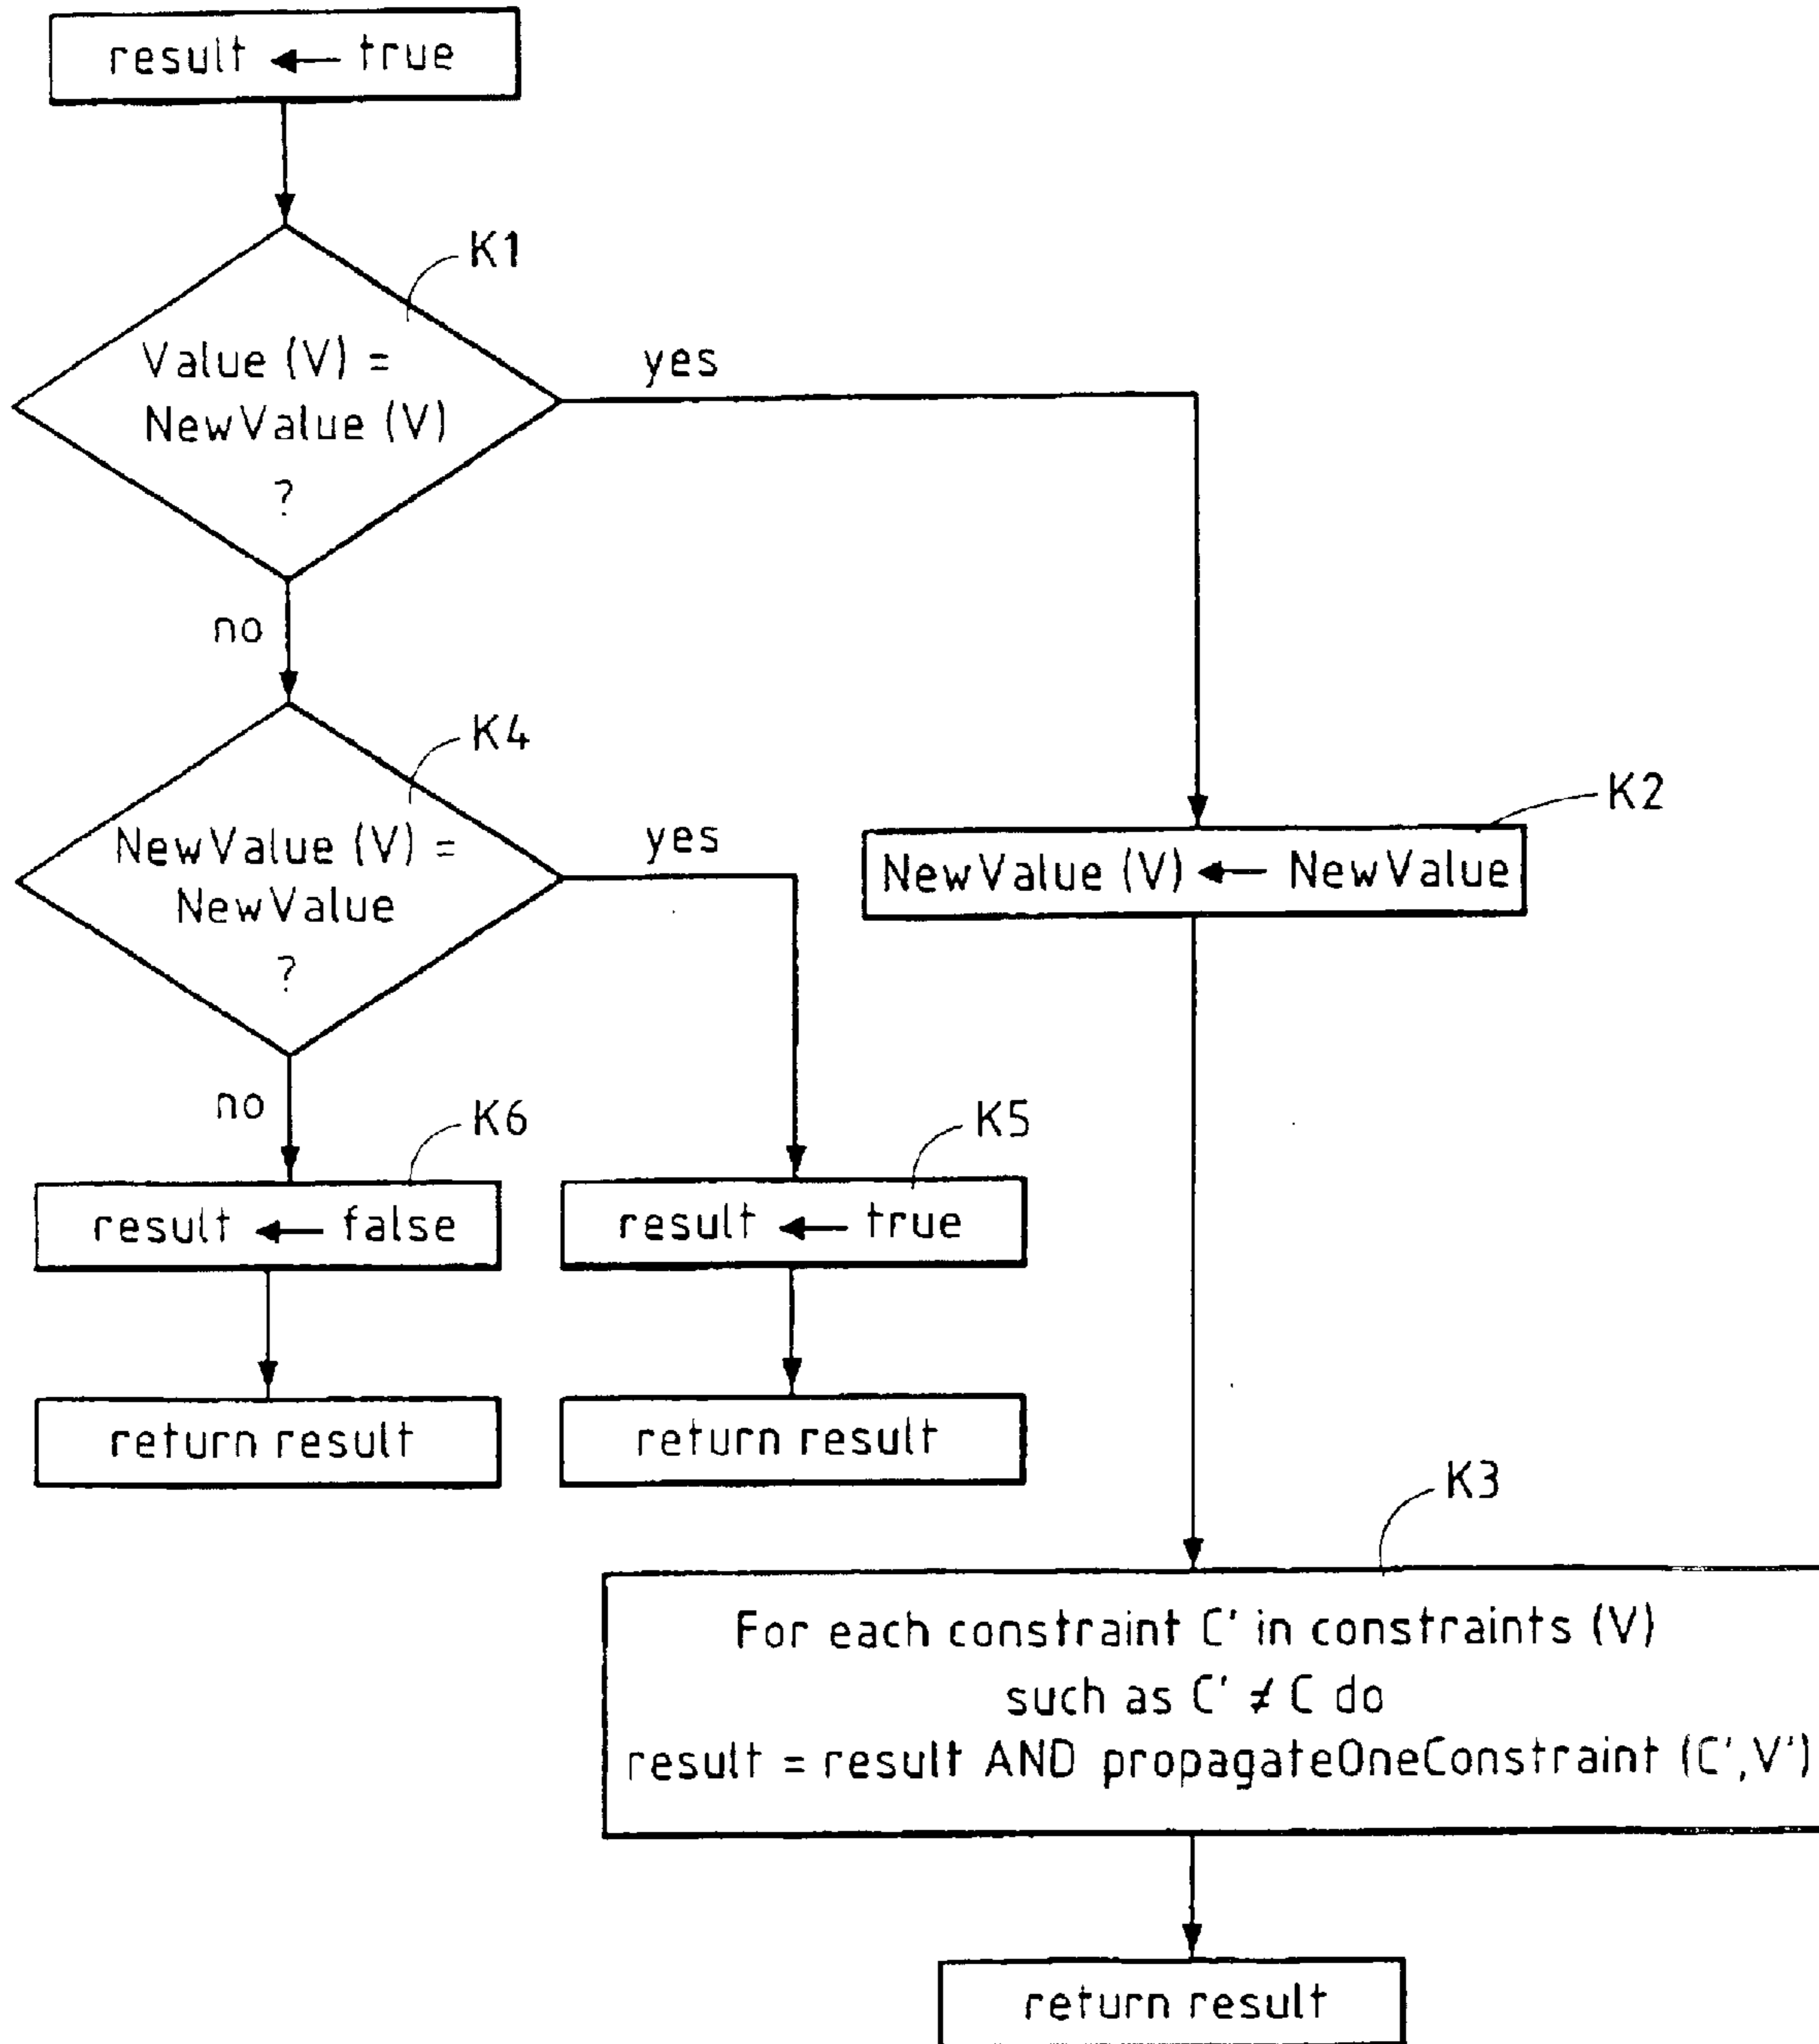 result ← true
K1
Value (V) =
NewValue (V)
?
yes
no
K4
NewValue (V) =
NewValue
?
yes
K2
NewValue (V) ← NewValue
no
K6
result ← false
K5
result ← true
return result
return result
K3
For each constraint C' in constraints (V)
such as C' ≠ C do
result = result AND propagateOneConstraint (C',V')
return result